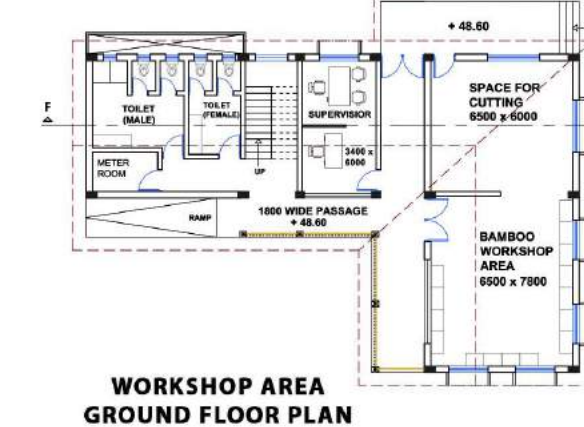 + 48.60
SPACE FOR
CUTTING
6500 x 6000
F
TOILET
(MALE)
TOILET
(FEMALE)
SUPERVISIOR
METER
ROOM
UP
3400 x
6000
RAMP
1800 WIDE PASSAGE
+ 48.60
BAMBOO
WORKSHOP
AREA
6500 x 7800
WORKSHOP AREA
GROUND FLOOR PLAN